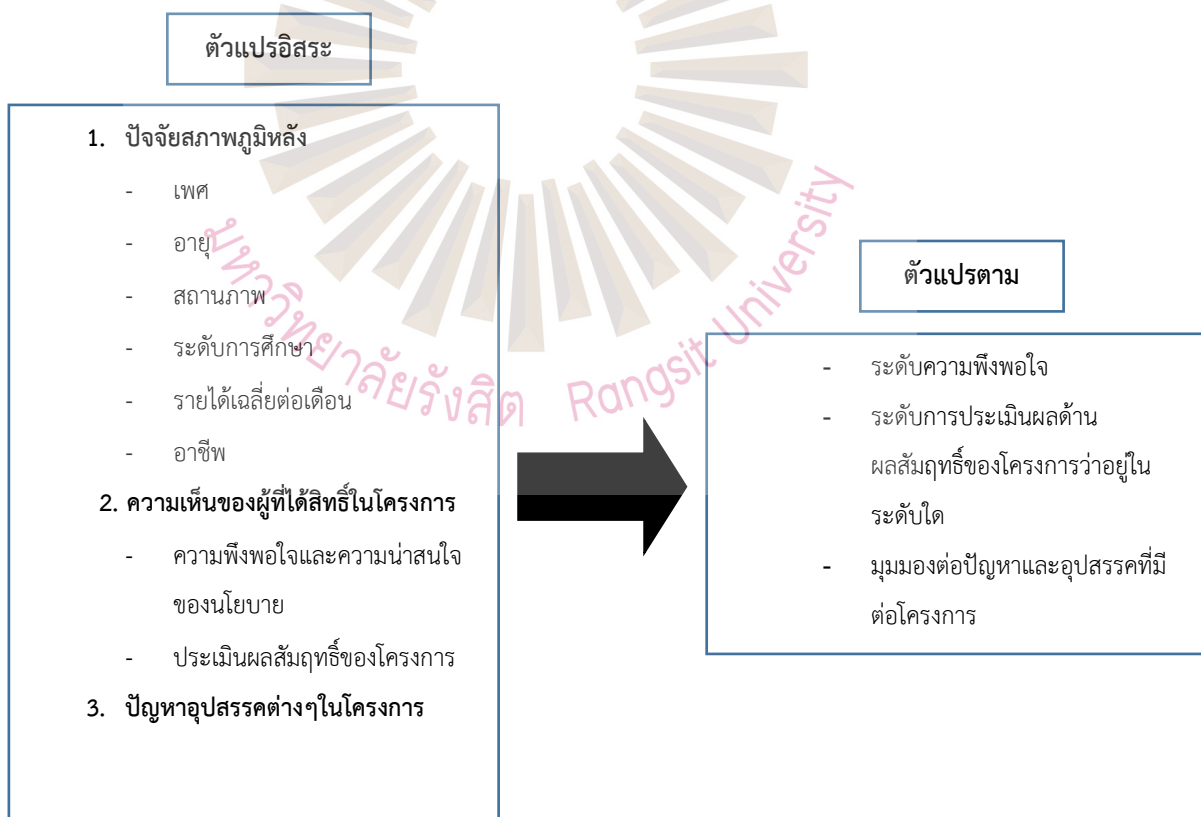 ตัวแปรอิสระ
1. ปัจจัยสภาพภูมิหลัง
- เพศ
- อายุ
- สถานภาพ
- ระดับการศึกษา
- รายได้เฉลี่ยต่อเดือน
- อาชีพ
2. ความเห็นของผู้ที่ได้สิทธิ์ในโครงการ
- ความพึงพอใจและความน่าสนใจ
ของนโยบาย
- ประเมินผลสัมฤทธิ์ของโครงการ
3. ปัญหาอุปสรรคต่างๆในโครงการ
ตัวแปรตาม
- ระดับความพึงพอใจ
- ระดับการประเมินผลด้าน
ผลสัมฤทธิ์ของโครงการว่าอยู่ใน
ระดับใด
- มุมมองต่อปัญหาและอุปสรรคที่มี
ต่อโครงการ
มหาวิทยาลัยรังสิต Rangsit University